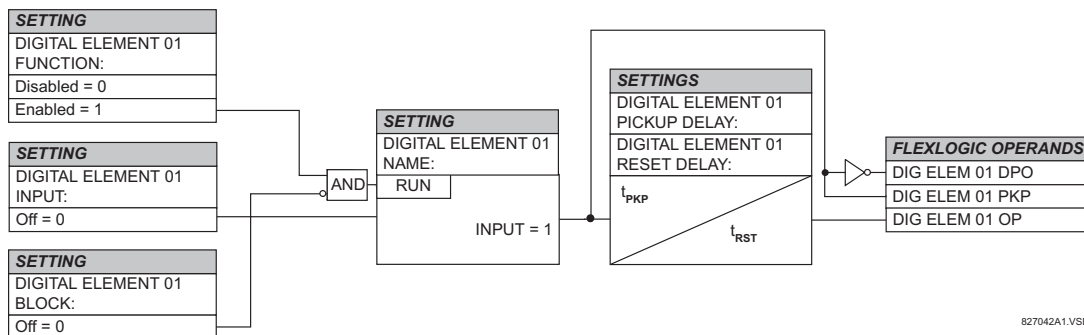 SETTING
DIGITAL ELEMENT 01
FUNCTION:
Disabled = 0
Enabled = 1
SETTING
DIGITAL ELEMENT 01
INPUT:
Off = 0
SETTING
DIGITAL ELEMENT 01
BLOCK:
Off = 0
AND
SETTING
DIGITAL ELEMENT 01
NAME:
RUN
INPUT = 1
SETTINGS
DIGITAL ELEMENT 01
PICKUP DELAY:
DIGITAL ELEMENT 01
RESET DELAY:
tPKP
tRST
FLEXLOGIC OPERANDS
DIG ELEM 01 DPO
DIG ELEM 01 PKP
DIG ELEM 01 OP
827042A1.VSD